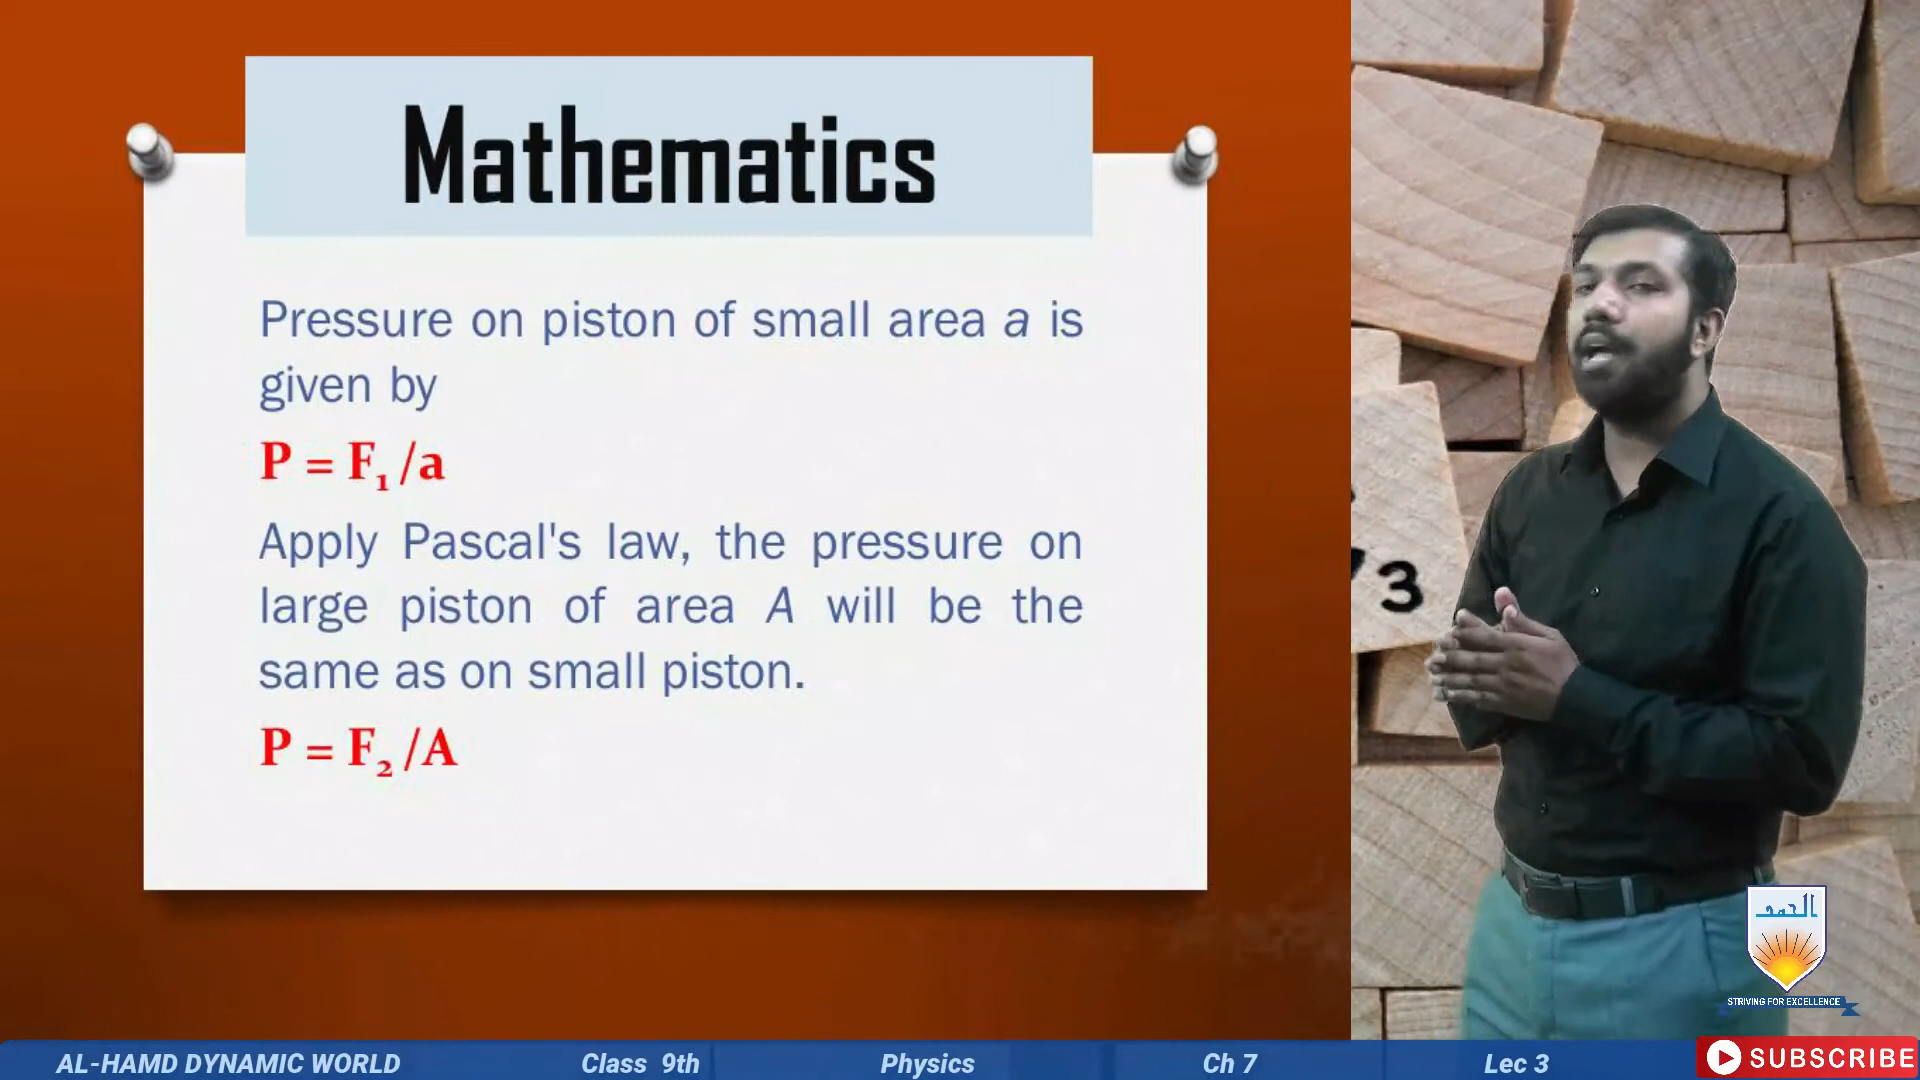 Mathematics
Pressure on piston of small area a is
given by
P = F₁ /a
Apply Pascal's law, the pressure on
large piston of area A will be the
same as on small piston.
P = F₂ /A
3
الحمد
STRIVING FOR EXCELLENCE
AL-HAMD DYNAMIC WORLD Class 9th Physics Ch 7 Lec 3 SUBSCRIBE